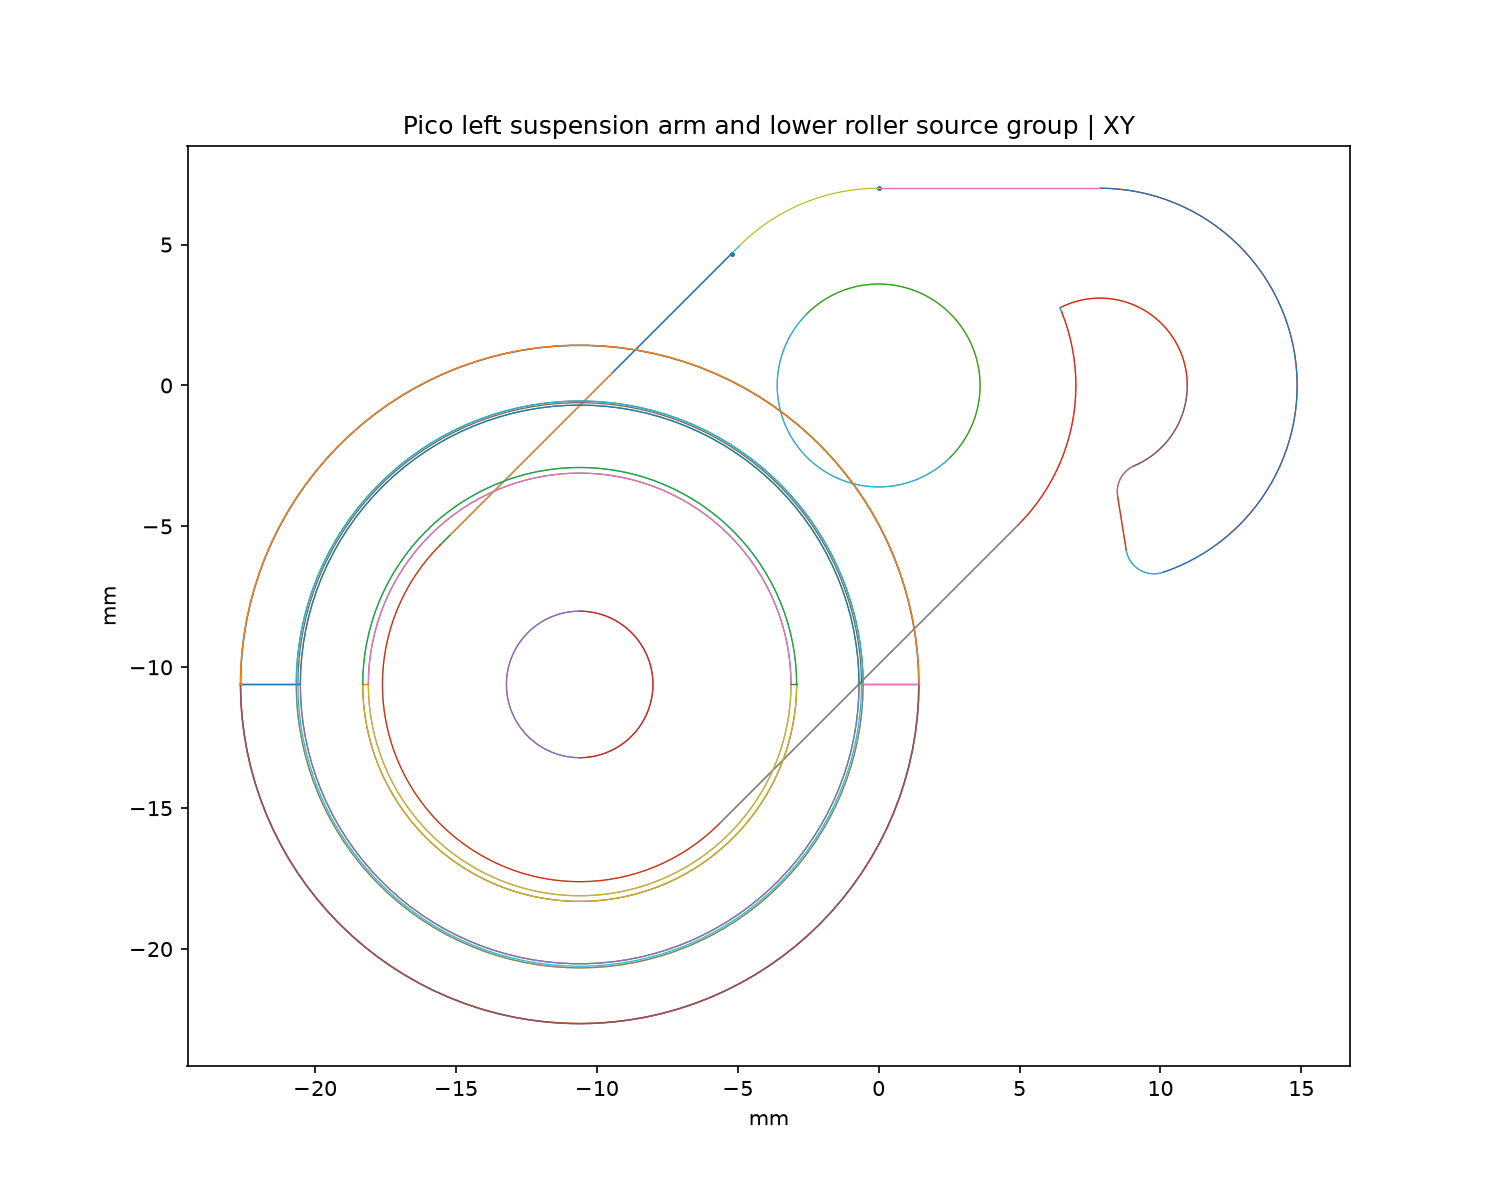 Pico left suspension arm and lower roller source group | XY
5
0
−5
−10
−15
−20
mm
−20 −15 −10 −5 0 5 10 15
mm